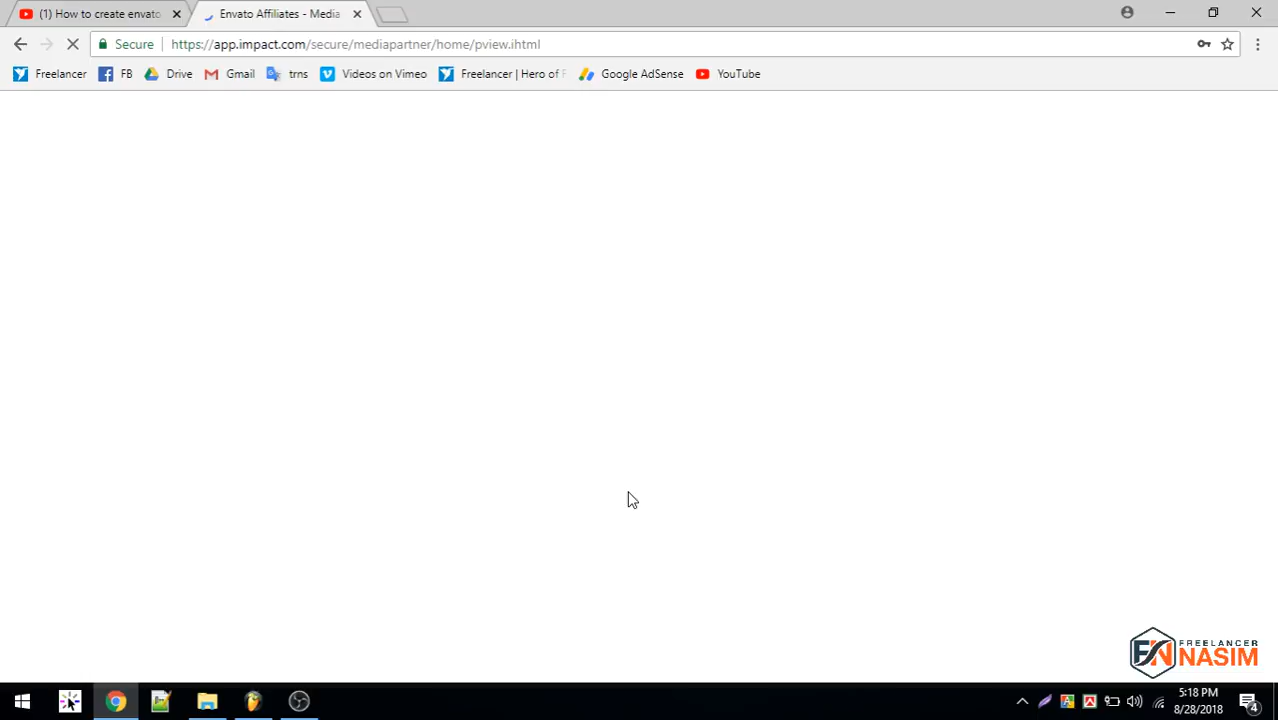 (1) How to create envato
Envato Affiliates - Media
Secure
https://app.impact.com/secure/mediapartner/home/pview.ihtml
Freelancer
FB
Drive
Gmail
trns
Videos on Vimeo
Freelancer | Hero of F
Google AdSense
YouTube
FREELANCER
FN NASIM
5:18 PM
8/28/2018
4